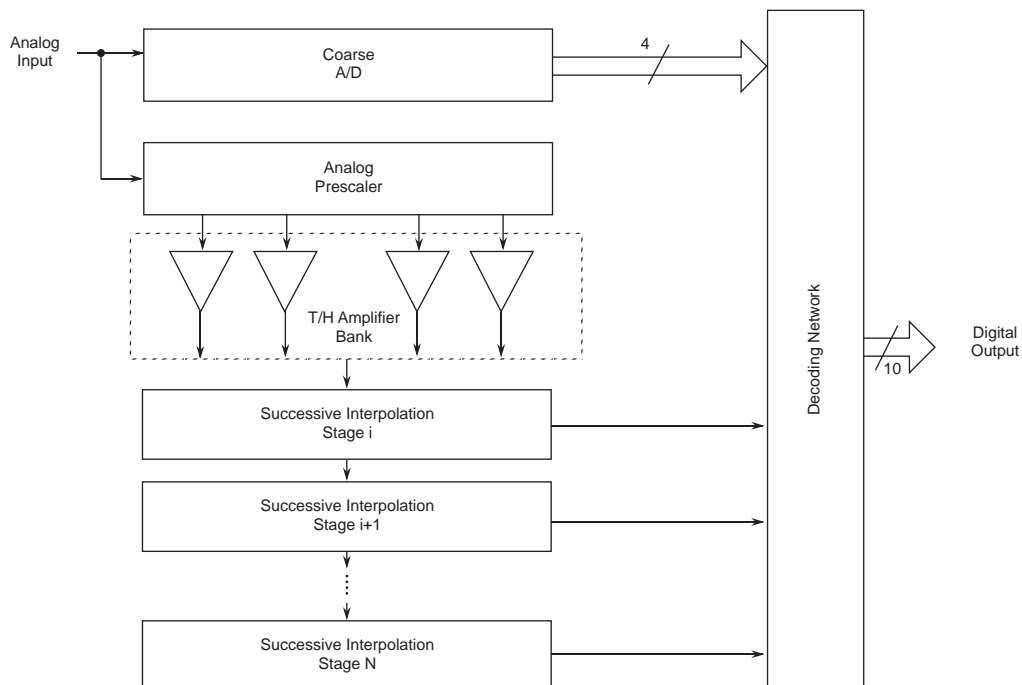 Analog
Input
Coarse
A/D
4
Analog
Prescaler
T/H Amplifier
Bank
Successive Interpolation
Stage i
Successive Interpolation
Stage i+1
Successive Interpolation
Stage N
Decoding Network
10
Digital
Output